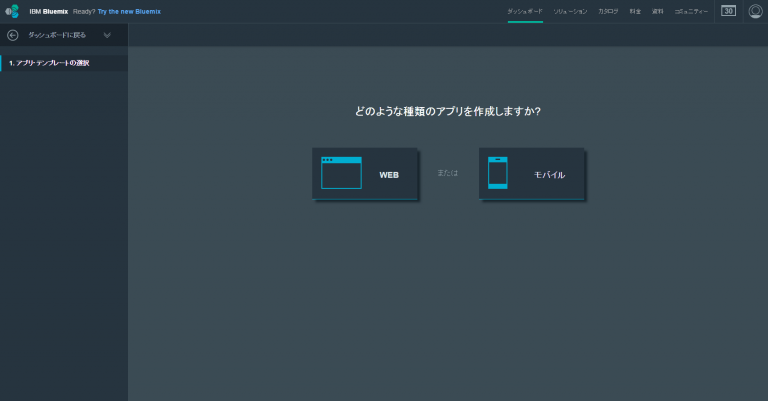 IBM Bluemix Ready? Try the new Bluemix
ダッシュボード ソリューション カタログ 料金 資料 コミュニティー 30
ダッシュボードに戻る
1. アプリ・テンプレートの選択
どのような種類のアプリを作成しますか?
WEB または モバイル